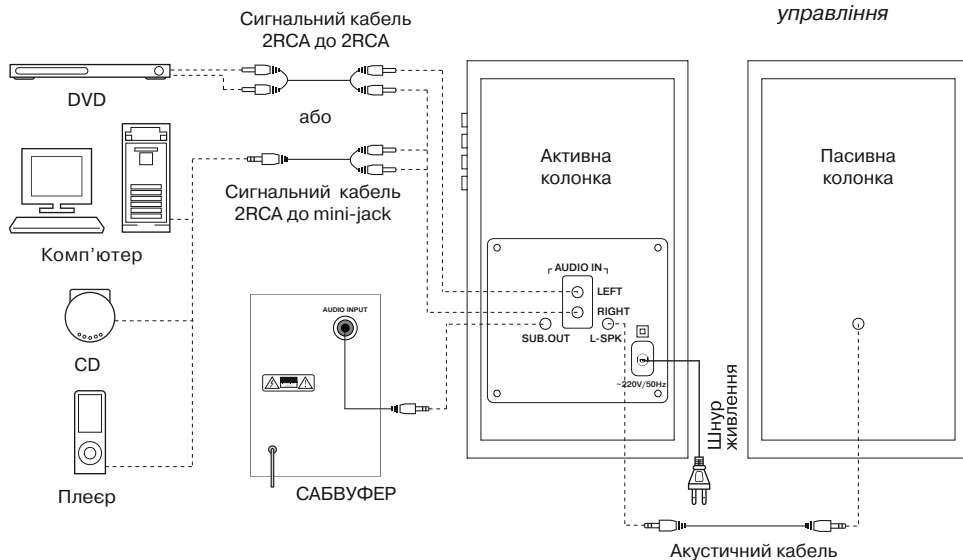 управління
Сигнальний кабель
2RCA до 2RCA
DVD
або
Сигнальний кабель
2RCA до mini-jack
Комп'ютер
CD
Плеєр
AUDIO INPUT
САБВУФЕР
Активна
колонка
AUDIO IN
LEFT
RIGHT
SUB.OUT
L-SPK
~220V/50Hz
Шнур
живлення
Пасивна
колонка
Акустичний кабель